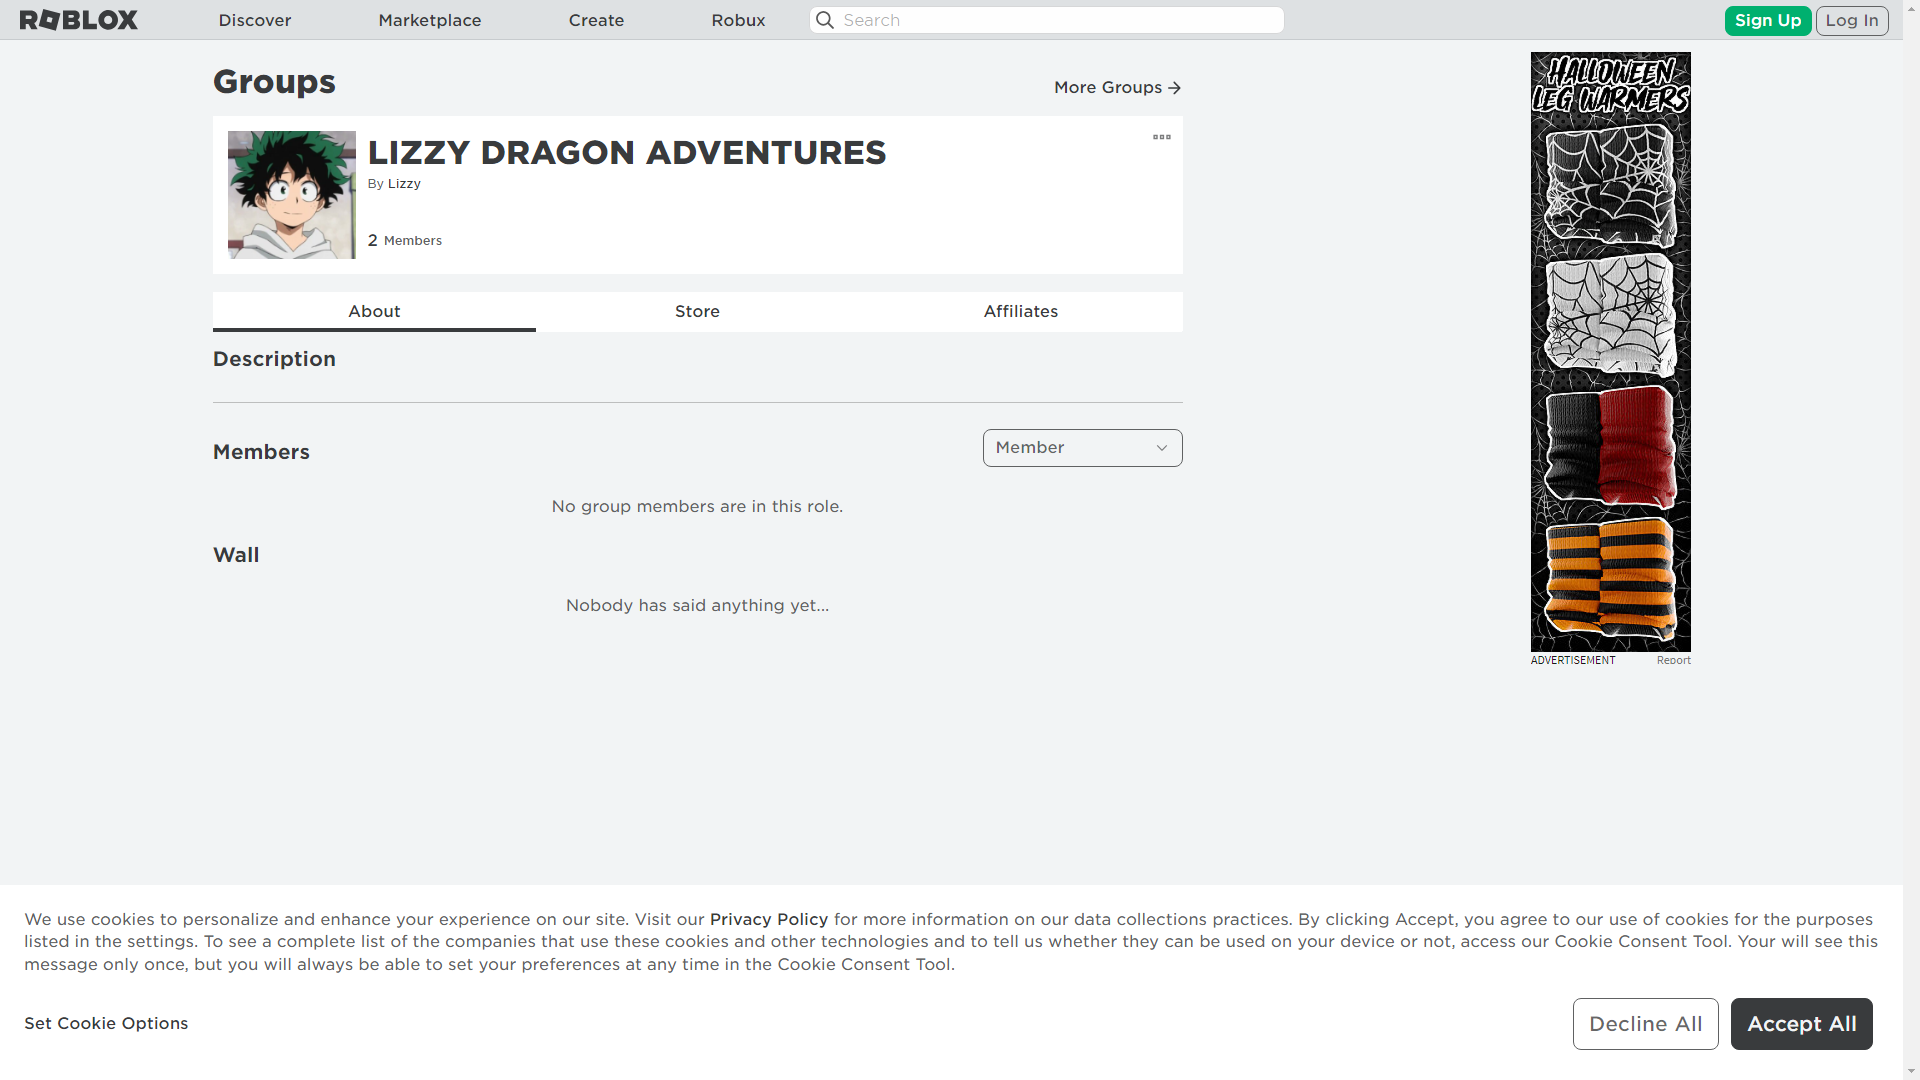 ROBLOX Discover Marketplace Create Robux Search Sign Up Log In
Groups
More Groups
LIZZY DRAGON ADVENTURES
By Lizzy
2 Members
About Store Affiliates
Description
Members
Member
No group members are in this role.
Wall
Nobody has said anything yet...
HALLOWEEN
LEG WARMERS
ADVERTISEMENT Report
We use cookies to personalize and enhance your experience on our site. Visit our Privacy Policy for more information on our data collections practices. By clicking Accept, you agree to our use of cookies for the purposes
listed in the settings. To see a complete list of the companies that use these cookies and other technologies and to tell us whether they can be used on your device or not, access our Cookie Consent Tool. Your will see this
message only once, but you will always be able to set your preferences at any time in the Cookie Consent Tool.
Set Cookie Options
Decline All
Accept All